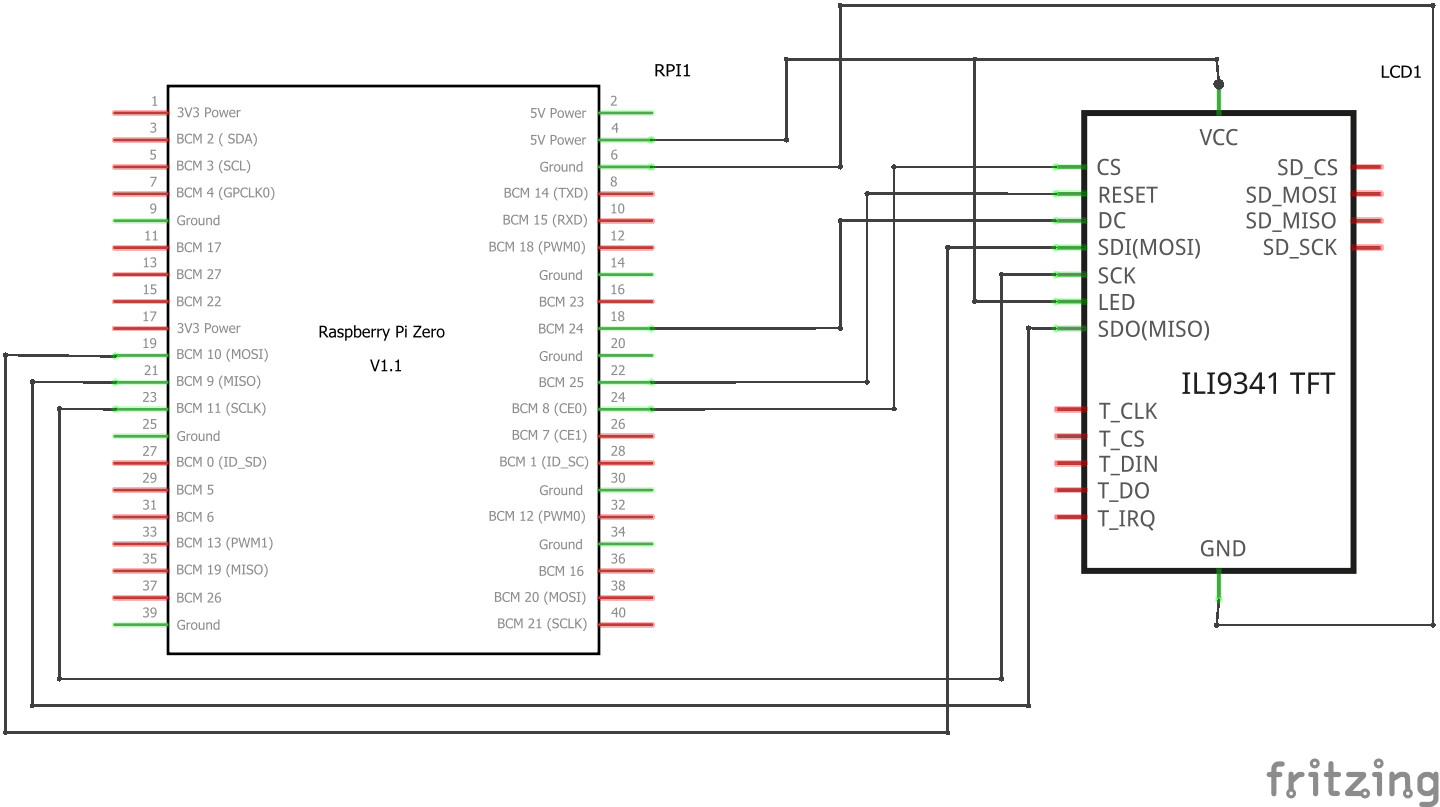 RPI1
LCD1
1 3V3 Power 5V Power 2
3 BCM 2 ( SDA) 5V Power 4
5 BCM 3 (SCL) Ground 6
7 BCM 4 (GPCLK0) BCM 14 (TXD) 8
9 Ground BCM 15 (RXD) 10
11 BCM 17 BCM 18 (PWM0) 12
13 BCM 27 Ground 14
15 BCM 22 BCM 23 16
17 3V3 Power BCM 24 18
19 BCM 10 (MOSI) Ground 20
21 BCM 9 (MISO) BCM 25 22
23 BCM 11 (SCLK) BCM 8 (CE0) 24
25 Ground BCM 7 (CE1) 26
27 BCM 0 (ID_SD) BCM 1 (ID_SC) 28
29 BCM 5 Ground 30
31 BCM 6 BCM 12 (PWM0) 32
33 BCM 13 (PWM1) Ground 34
35 BCM 19 (MISO) BCM 16 36
37 BCM 26 BCM 20 (MOSI) 38
39 Ground BCM 21 (SCLK) 40
Raspberry Pi Zero
V1.1
VCC
CS SD_CS
RESET SD_MOSI
DC SD_MISO
SDI(MOSI) SD_SCK
SCK
LED
SDO(MISO)
ILI9341 TFT
T_CLK
T_CS
T_DIN
T_DO
T_IRQ
GND
fritzing